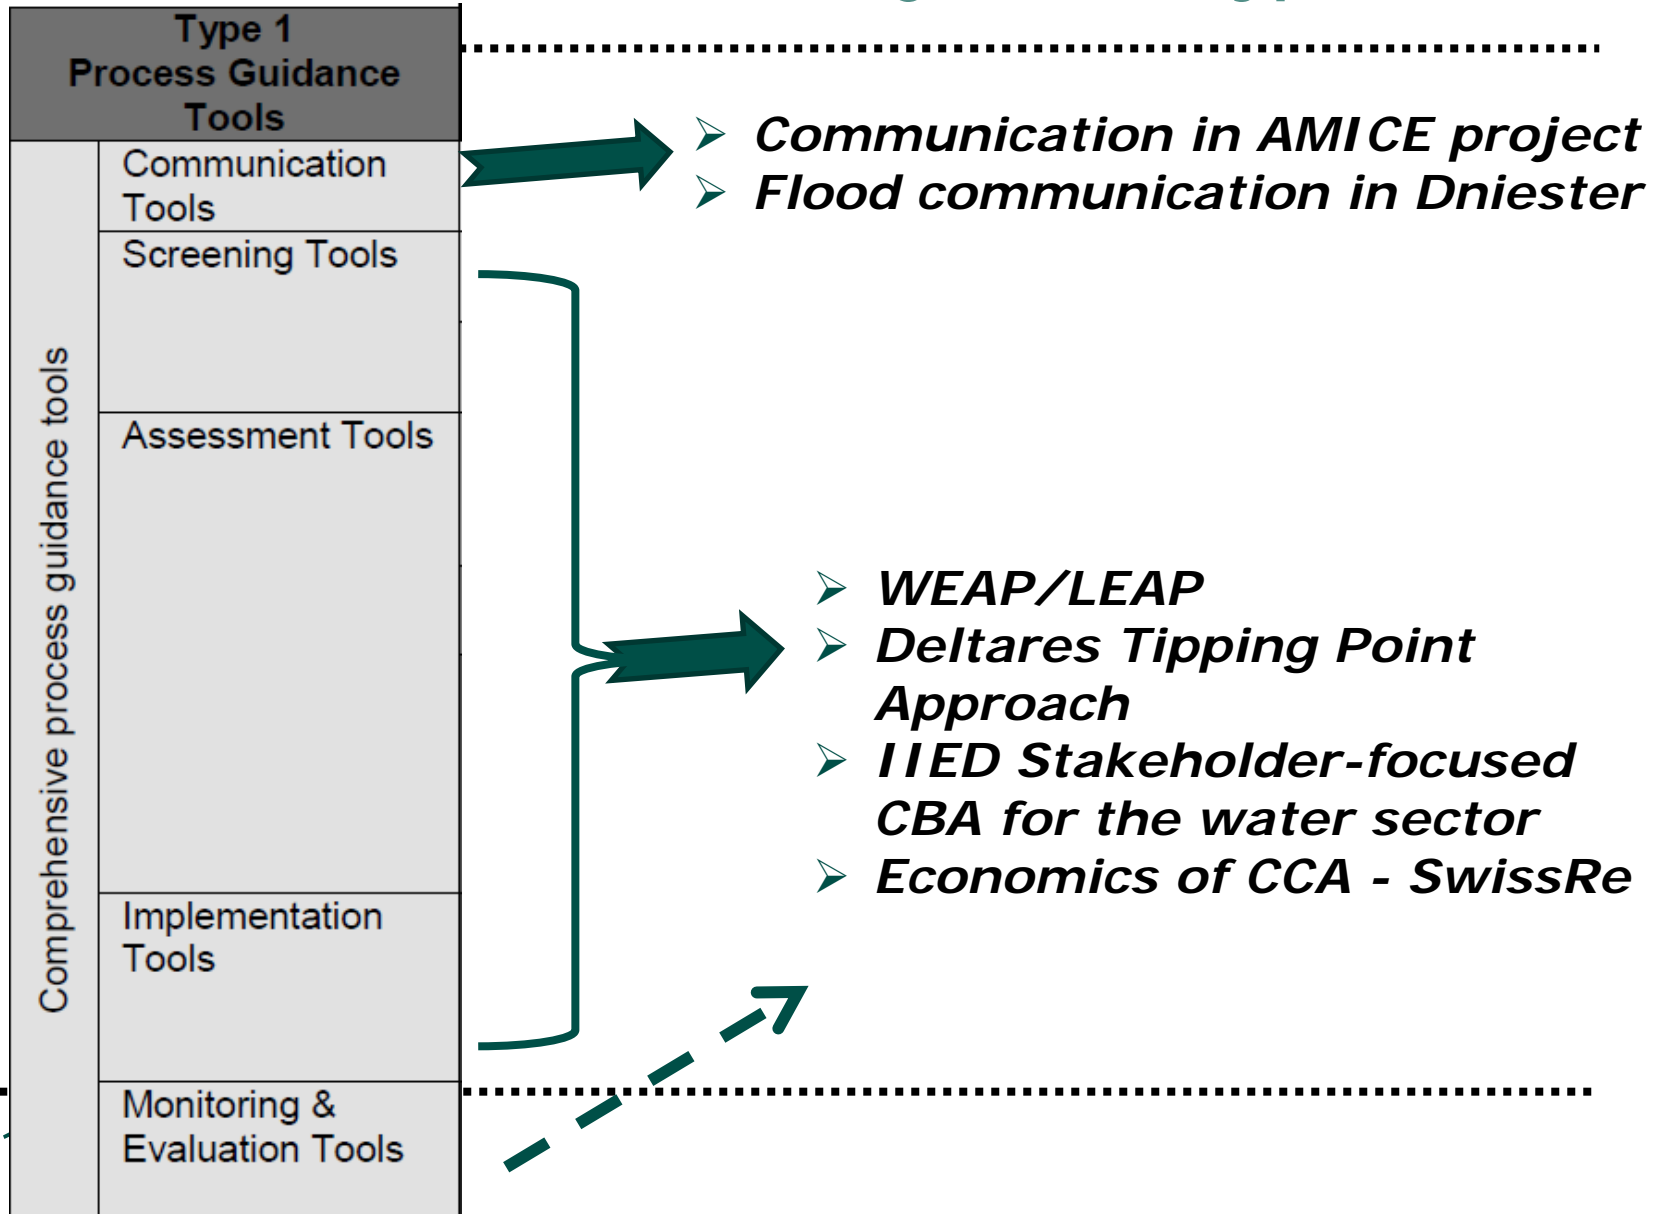 Type 1
Process Guidance
Tools
Comprehensive process guidance tools
Communication
Tools
Screening Tools
Assessment Tools
Implementation
Tools
Monitoring &
Evaluation Tools
➢ Communication in AMICE project
➢ Flood communication in Dniester
➢ WEAP/LEAP
➢ Deltares Tipping Point
Approach
➢ IIED Stakeholder-focused
CBA for the water sector
➢ Economics of CCA - SwissRe